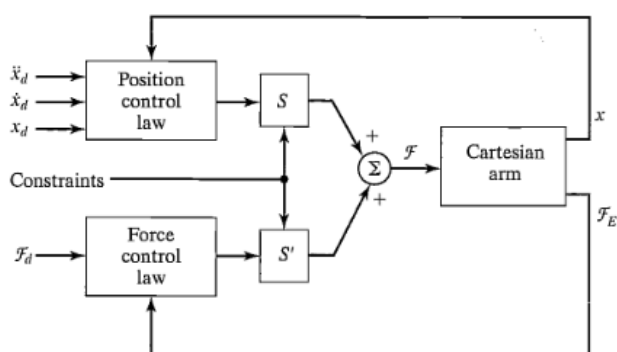 ẍ_d
ẋ_d
x_d
Position
control
law
S
+
Σ
+
ℱ
Cartesian
arm
x
ℱ_E
Constraints
ℱ_d
Force
control
law
S'